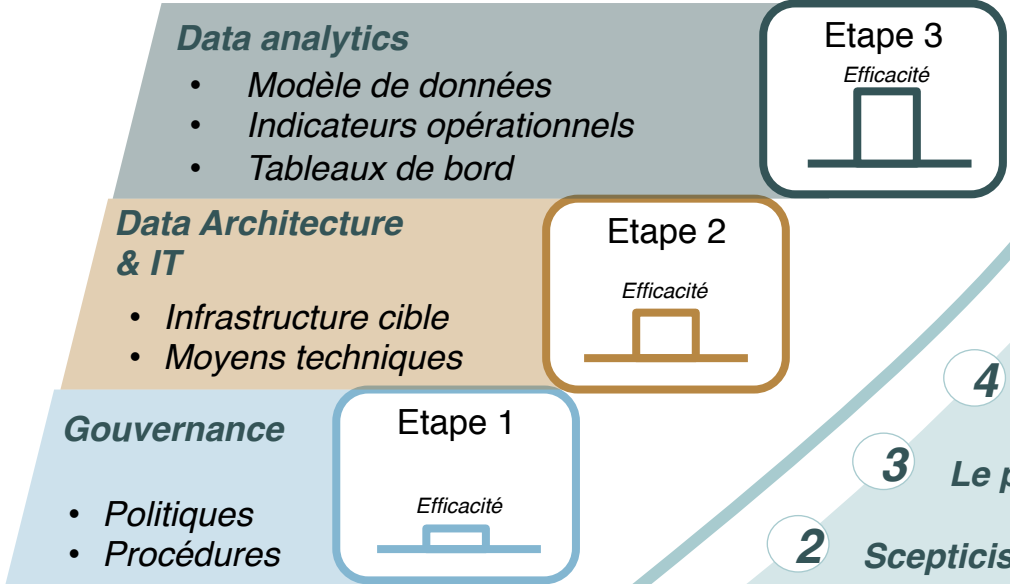 Data analytics
• Modèle de données
• Indicateurs opérationnels
• Tableaux de bord
Etape 3
Efficacité
Data Architecture
& IT
• Infrastructure cible
• Moyens techniques
Etape 2
Efficacité
Gouvernance
• Politiques
• Procédures
Etape 1
Efficacité
4
3 Le
2